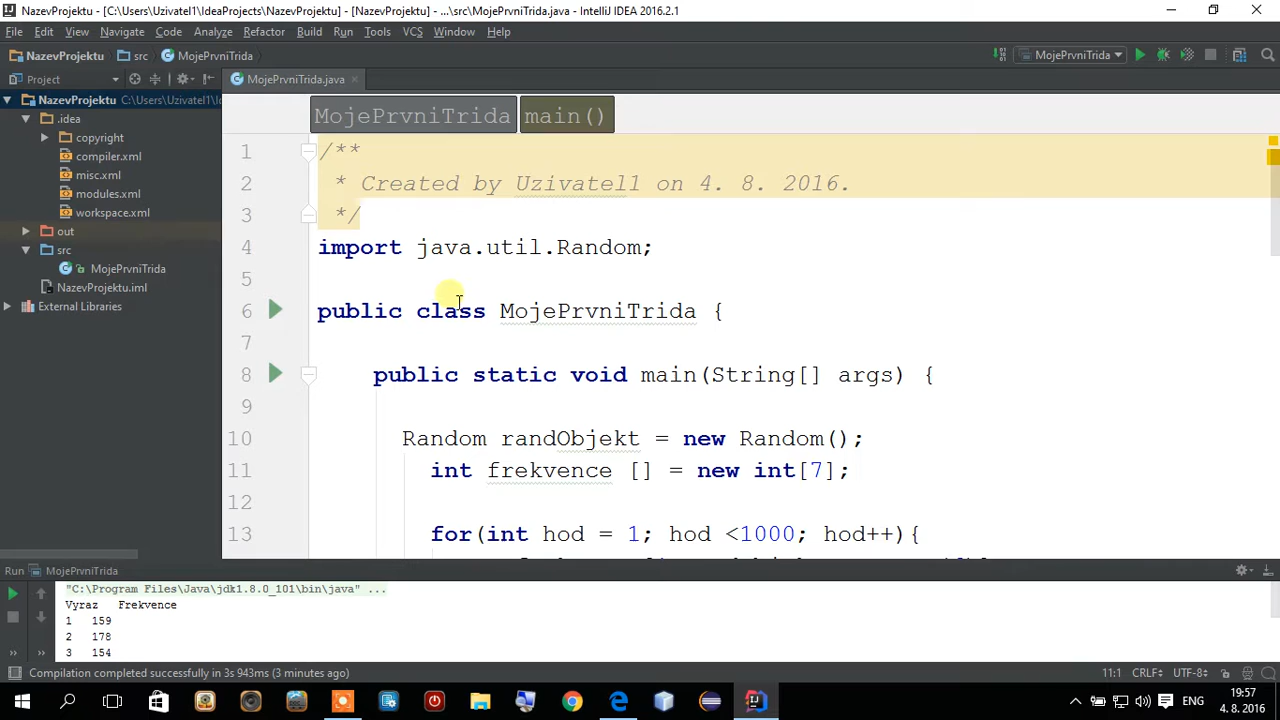 NazevProjektu - [C:\Users\Uzivatel1\IdeaProjects\NazevProjektu] - [NazevProjektu] - ...\src\MojePrvniTrida.java - IntelliJ IDEA 2016.2.1
File Edit View Navigate Code Analyze Refactor Build Run Tools VCS Window Help
NazevProjektu src MojePrvniTrida
MojePrvniTrida
Project
MojePrvniTrida.java
NazevProjektu C:\Users\Uzivatel1\Id
.idea
copyright
compiler.xml
misc.xml
modules.xml
workspace.xml
out
src
MojePrvniTrida
NazevProjektu.iml
External Libraries
MojePrvniTrida main()
1 /**
2 * Created by Uzivatel1 on 4. 8. 2016.
3 */
4 import java.util.Random;
5
6 public class MojePrvniTrida {
7
8 public static void main(String[] args) {
9
10 Random randObjekt = new Random();
11 int frekvence [] = new int[7];
12
13 for(int hod = 1; hod <1000; hod++){
Run MojePrvniTrida
"C:\Program Files\Java\jdk1.8.0_101\bin\java" ...
Vyraz Frekvence
1 159
2 178
3 154
Compilation completed successfully in 3s 943ms (3 minutes ago)
11:1 CRLF UTF-8
ENG
19:57
4. 8. 2016